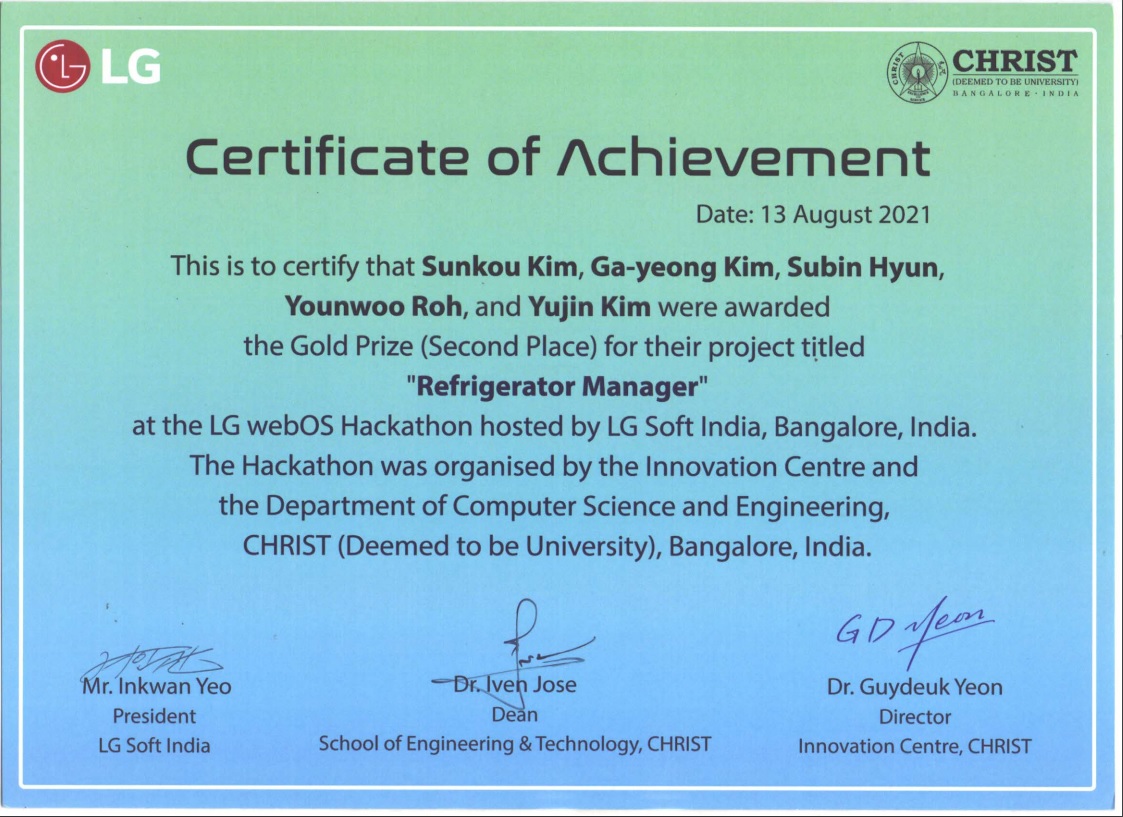 LG
CHRIST
(DEEMED TO BE UNIVERSITY)
BANGALORE · INDIA
Certificate of Achievement
Date: 13 August 2021
This is to certify that Sunkou Kim, Ga-yeong Kim, Subin Hyun,
Younwoo Roh, and Yujin Kim were awarded
the Gold Prize (Second Place) for their project titled
"Refrigerator Manager"
at the LG webOS Hackathon hosted by LG Soft India, Bangalore, India.
The Hackathon was organised by the Innovation Centre and
the Department of Computer Science and Engineering,
CHRIST (Deemed to be University), Bangalore, India.
GD Yeon
Mr. Inkwan Yeo
President
LG Soft India
Dr. Iven Jose
Dean
School of Engineering & Technology, CHRIST
Dr. Guydeuk Yeon
Director
Innovation Centre, CHRIST